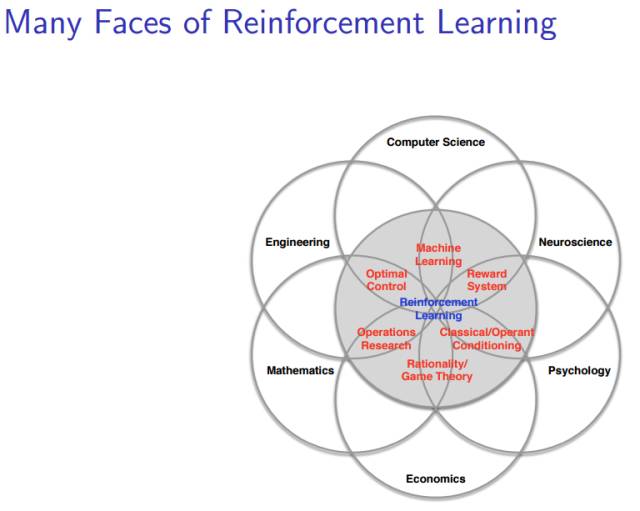 Many Faces of Reinforcement Learning
Computer Science
Engineering
Neuroscience
Machine
Learning
Optimal
Control
Reward
System
Reinforcement
Learning
Operations
Research
Classical/Operant
Conditioning
Rationality/
Game Theory
Mathematics
Psychology
Economics